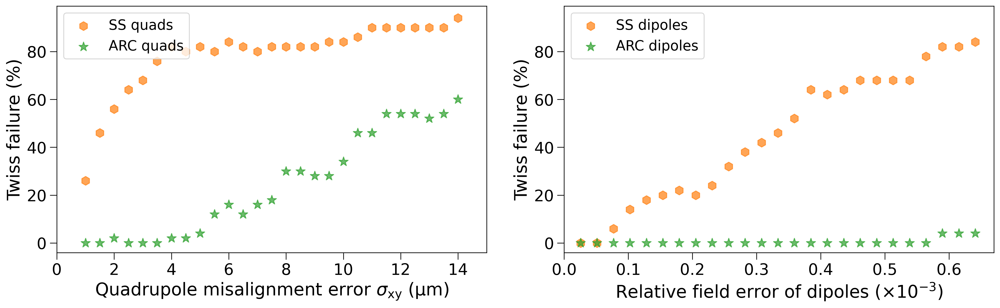 SS quads
ARC quads
Twiss failure (%)
80
60
40
20
0
0 2 4 6 8 10 12 14
Quadrupole misalignment error σxy (μm)
SS dipoles
ARC dipoles
Twiss failure (%)
80
60
40
20
0
0.0 0.1 0.2 0.3 0.4 0.5 0.6
Relative field error of dipoles (×10⁻³)